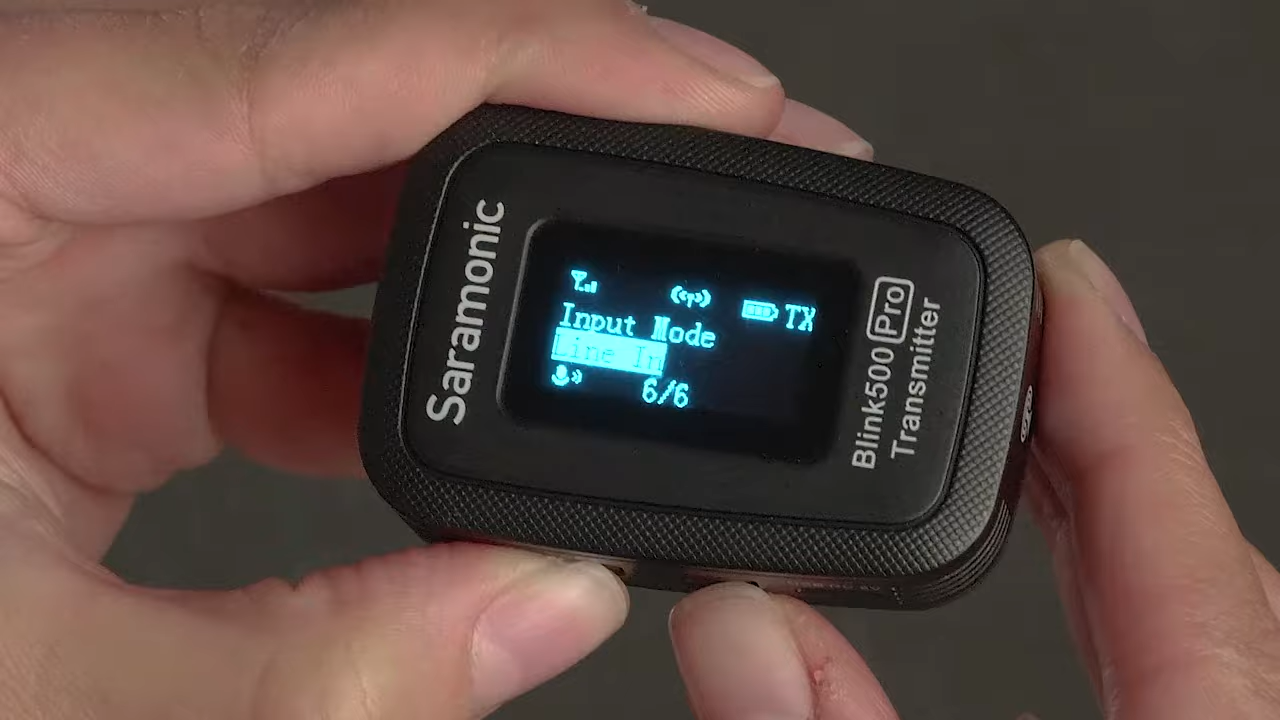 Saramonic
TX
Input Mode
Line In
6/6
Blink500 Pro
Transmitter